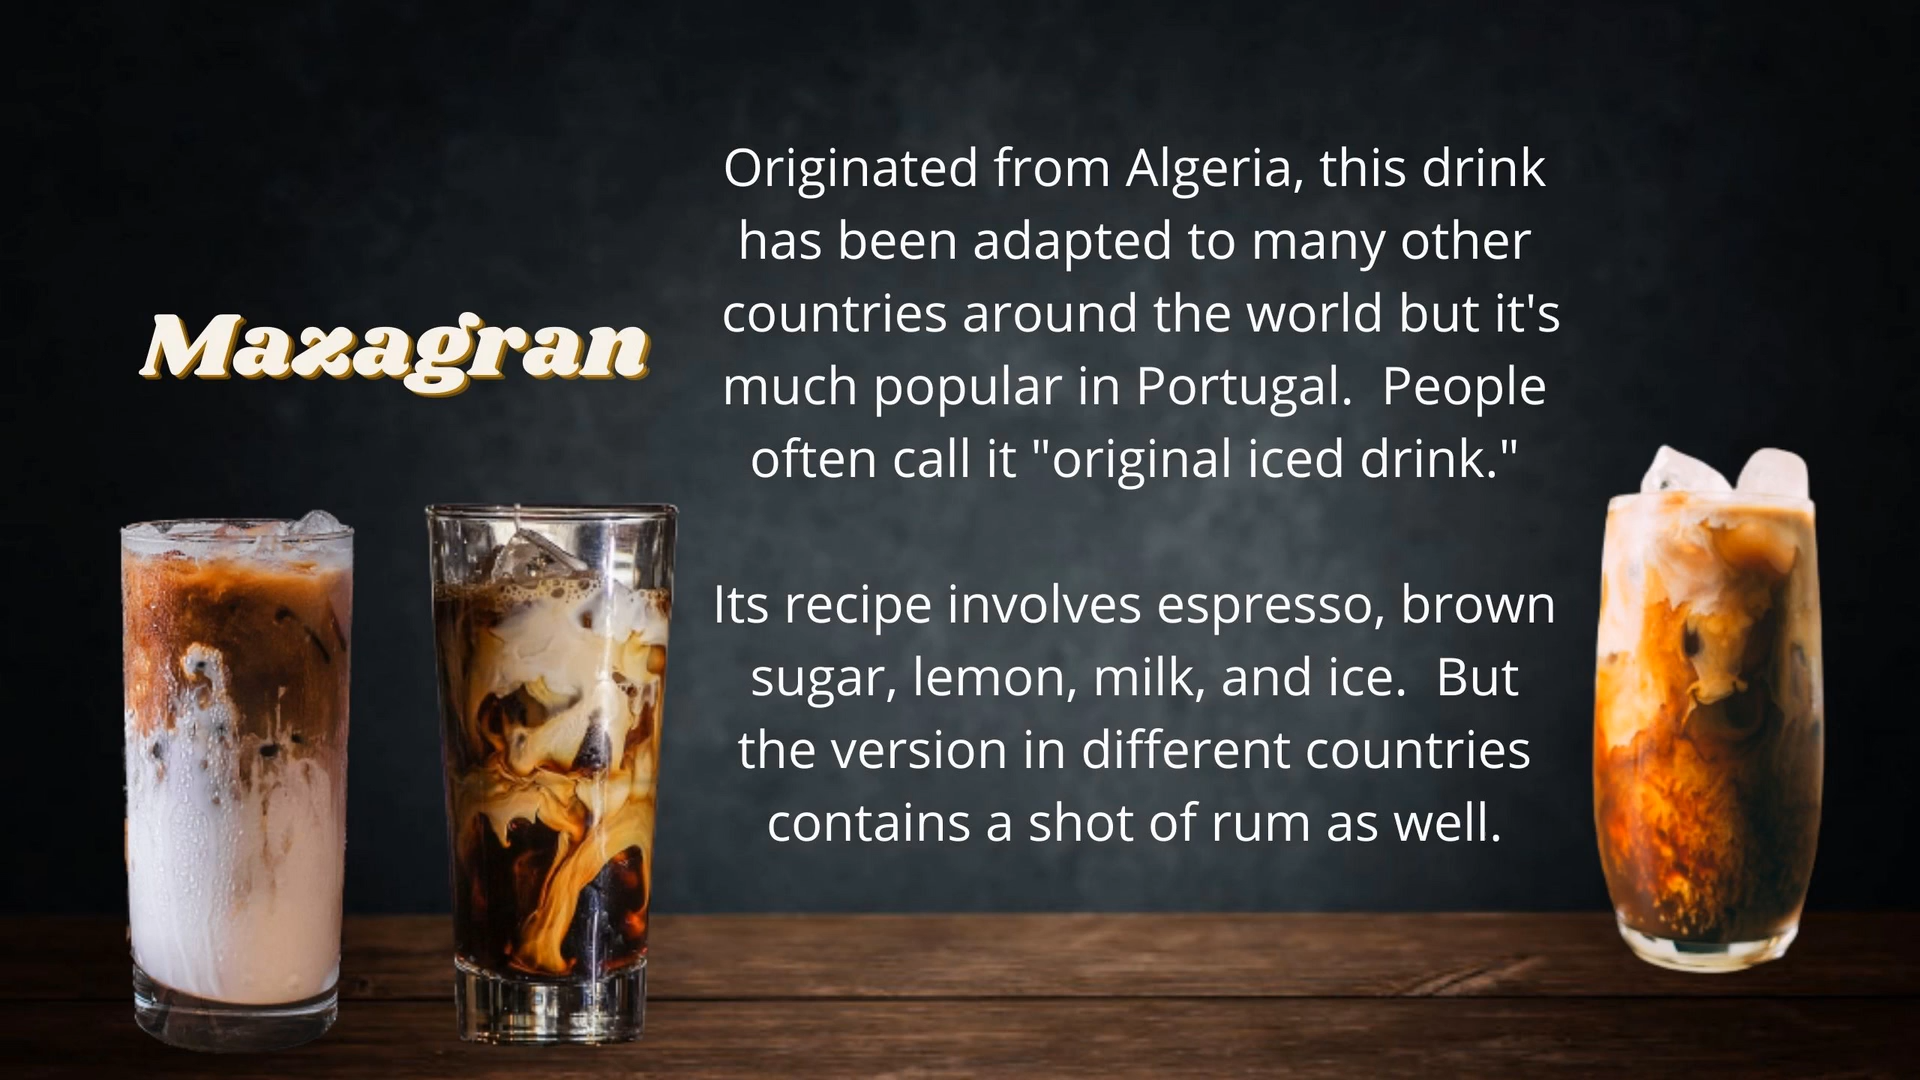 Mazagran
Originated from Algeria, this drink
has been adapted to many other
countries around the world but it's
much popular in Portugal.  People
often call it "original iced drink."
Its recipe involves espresso, brown
sugar, lemon, milk, and ice.  But
the version in different countries
contains a shot of rum as well.